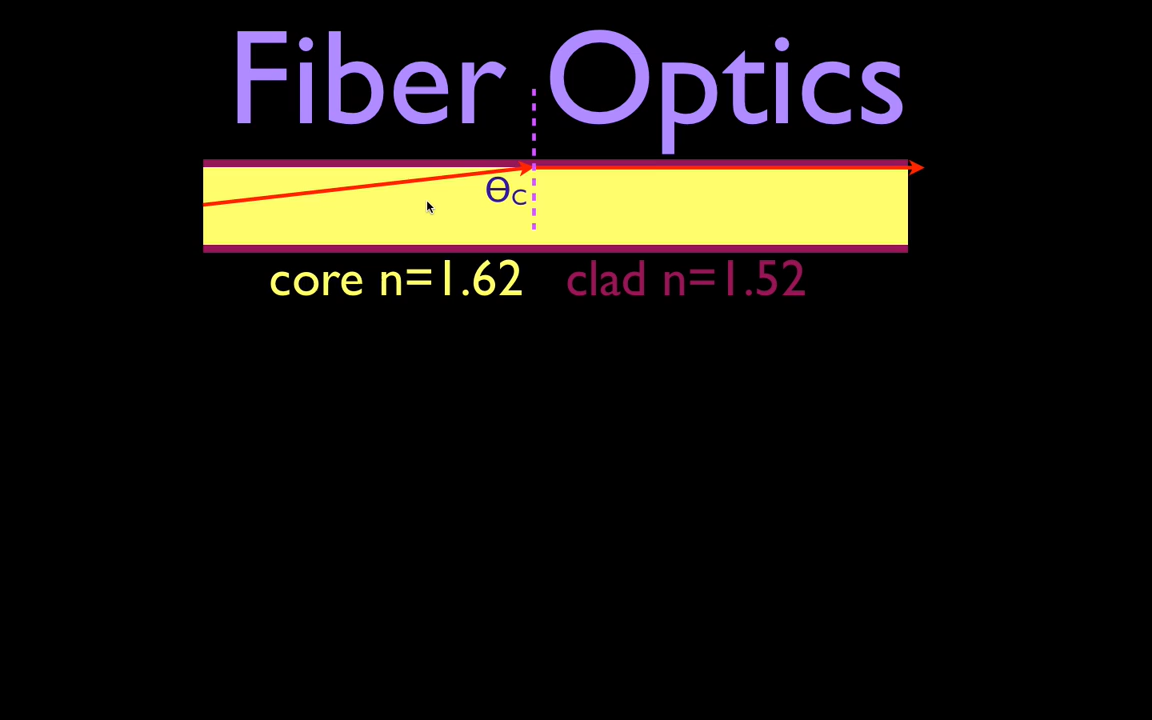 Fiber Optics
ϴC
core n=1.62 clad n=1.52